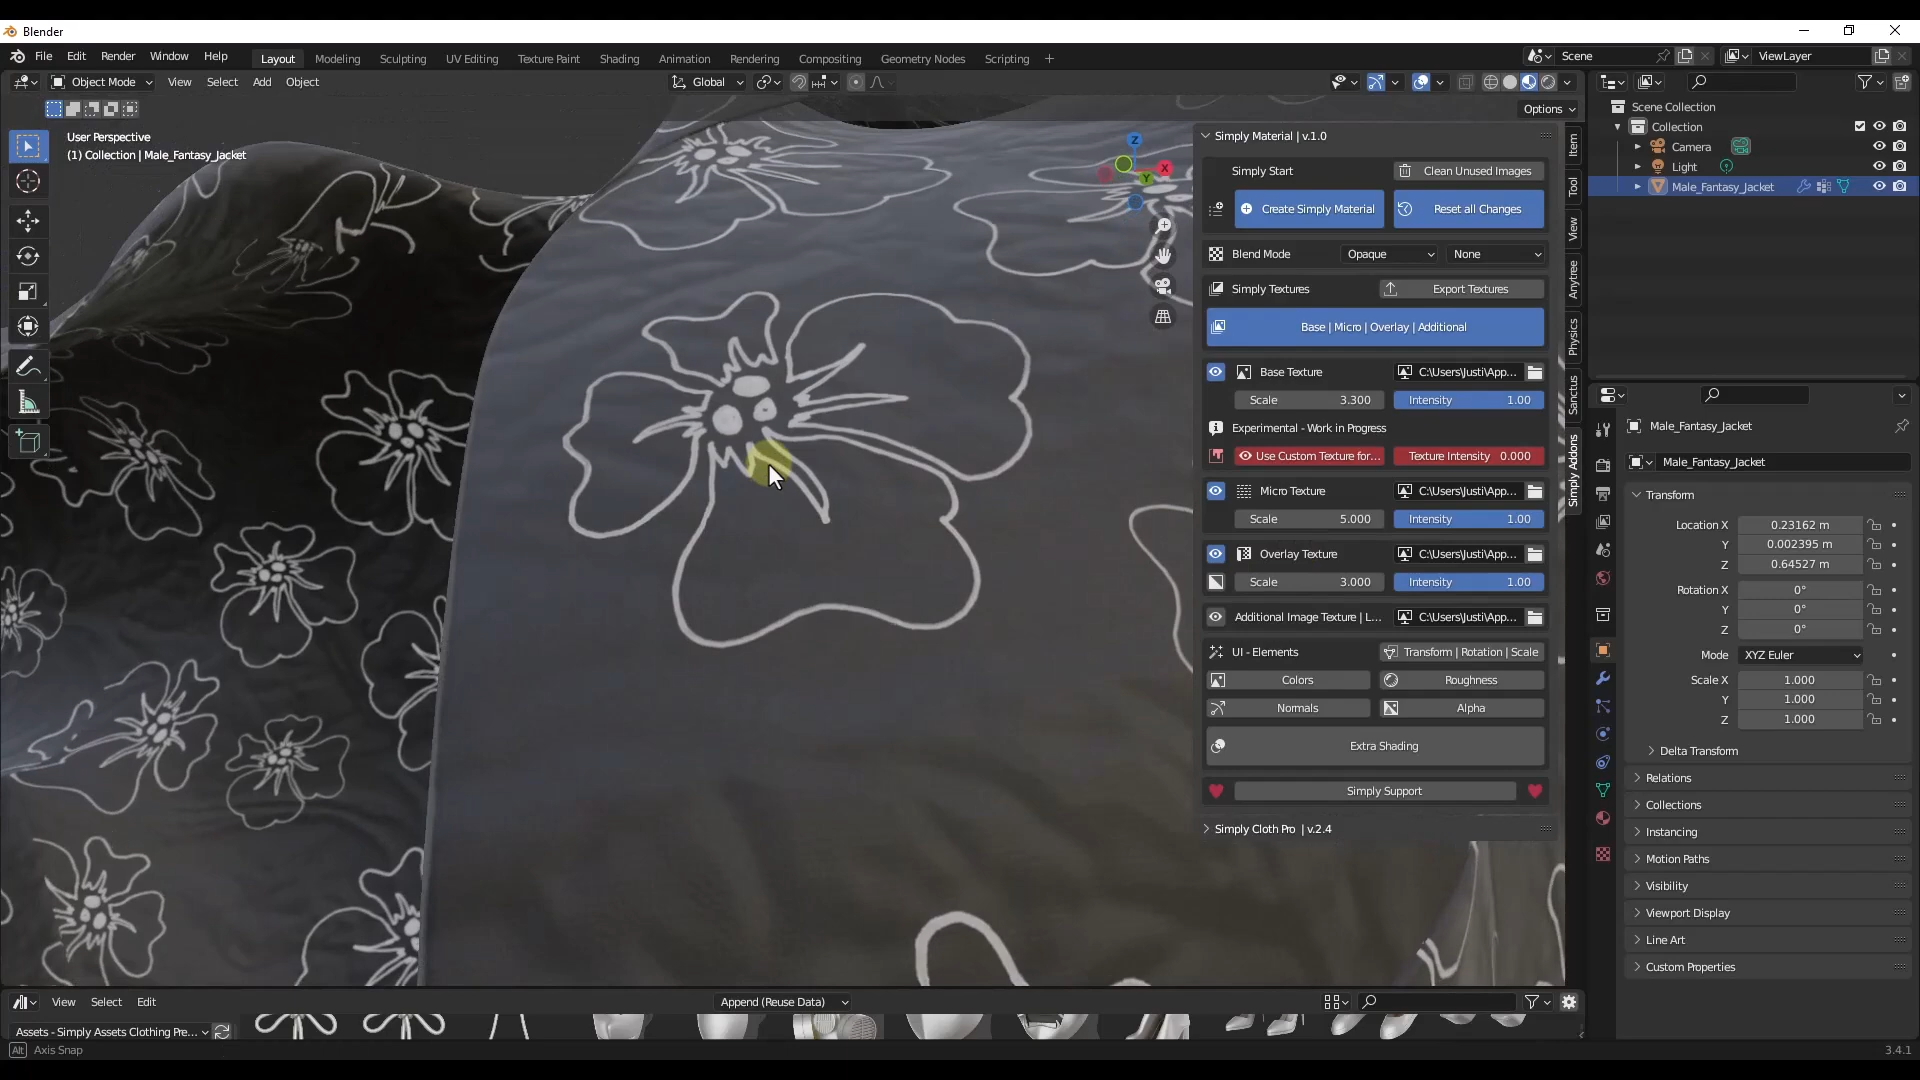 Blender
File Edit Render Window Help
Layout Modeling Sculpting UV Editing Texture Paint Shading Animation Rendering Compositing Geometry Nodes Scripting +
Scene
ViewLayer
Object Mode View Select Add Object
Global
Options
User Perspective
(1) Collection | Male_Fantasy_Jacket
Z
X
Y
Simply Material | v.1.0
Simply Start
Clean Unused Images
Create Simply Material
Reset all Changes
Blend Mode
Opaque
None
Simply Textures
Export Textures
Base | Micro | Overlay | Additional
Base Texture
C:\Users\Justi\App...
Scale 3.300
Intensity 1.00
Experimental - Work in Progress
Use Custom Texture for...
Texture Intensity 0.000
Micro Texture
C:\Users\Justi\App...
Scale 5.000
Intensity 1.00
Overlay Texture
C:\Users\Justi\App...
Scale 3.000
Intensity 1.00
Additional Image Texture | L...
C:\Users\Justi\App...
UI - Elements
Transform | Rotation | Scale
Colors
Roughness
Normals
Alpha
Extra Shading
Simply Support
Simply Cloth Pro | v.2.4
Item
Tool
View
Anytree
Physics
Sanctus
Simply Addons
Scene Collection
Collection
Camera
Light
Male_Fantasy_Jacket
Male_Fantasy_Jacket
Male_Fantasy_Jacket
Transform
Location X 0.23162 m
Y 0.002395 m
Z 0.64527 m
Rotation X 0°
Y 0°
Z 0°
Mode XYZ Euler
Scale X 1.000
Y 1.000
Z 1.000
Delta Transform
Relations
Collections
Instancing
Motion Paths
Visibility
Viewport Display
Line Art
Custom Properties
View Select Edit
Append (Reuse Data)
Assets - Simply Assets Clothing Pre...
Alt Axis Snap
3.4.1